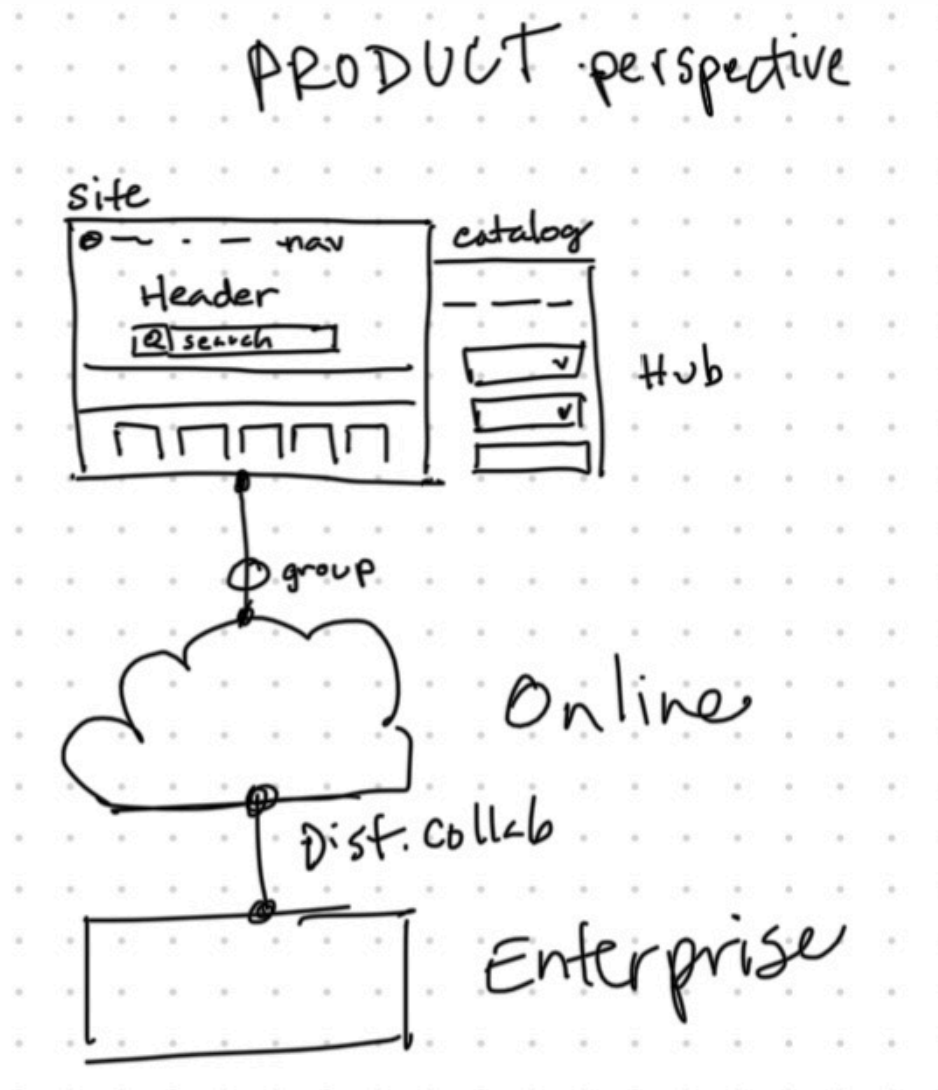 PRODUCT perspective
site
nav
catalog
Header
search
Hub
group
Online
Dist. Collab
Enterprise